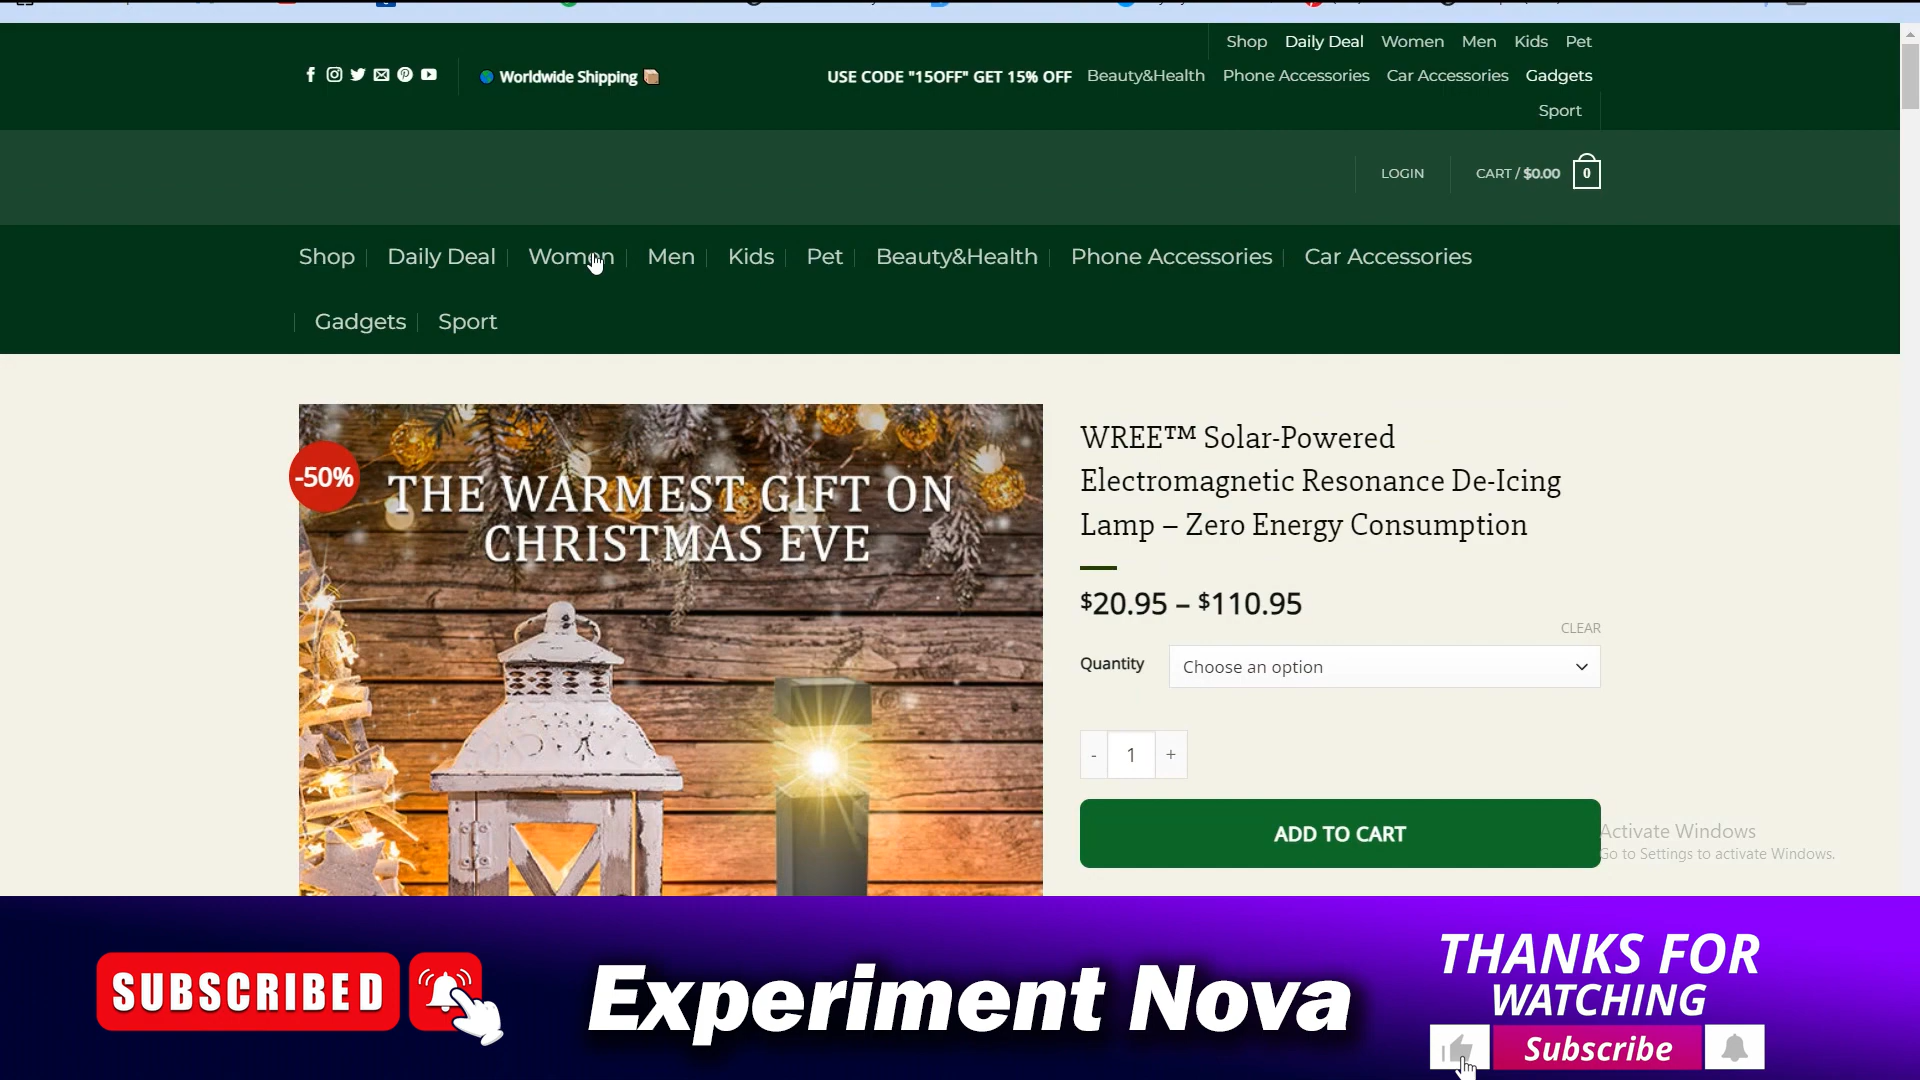 Shop Daily Deal Women Men Kids Pet
Worldwide Shipping
USE CODE "15OFF" GET 15% OFF
Beauty&Health Phone Accessories Car Accessories Gadgets
Sport
LOGIN
CART / $0.00
0
Shop Daily Deal Women Men Kids Pet Beauty&Health Phone Accessories Car Accessories
Gadgets Sport
-50%
THE WARMEST GIFT ON
CHRISTMAS EVE
WREE™ Solar-Powered
Electromagnetic Resonance De-Icing
Lamp – Zero Energy Consumption
$20.95 – $110.95
CLEAR
Quantity
Choose an option
- 1 +
ADD TO CART
Activate Windows
Go to Settings to activate Windows.
SUBSCRIBED
Experiment Nova
THANKS FOR
WATCHING
Subscribe